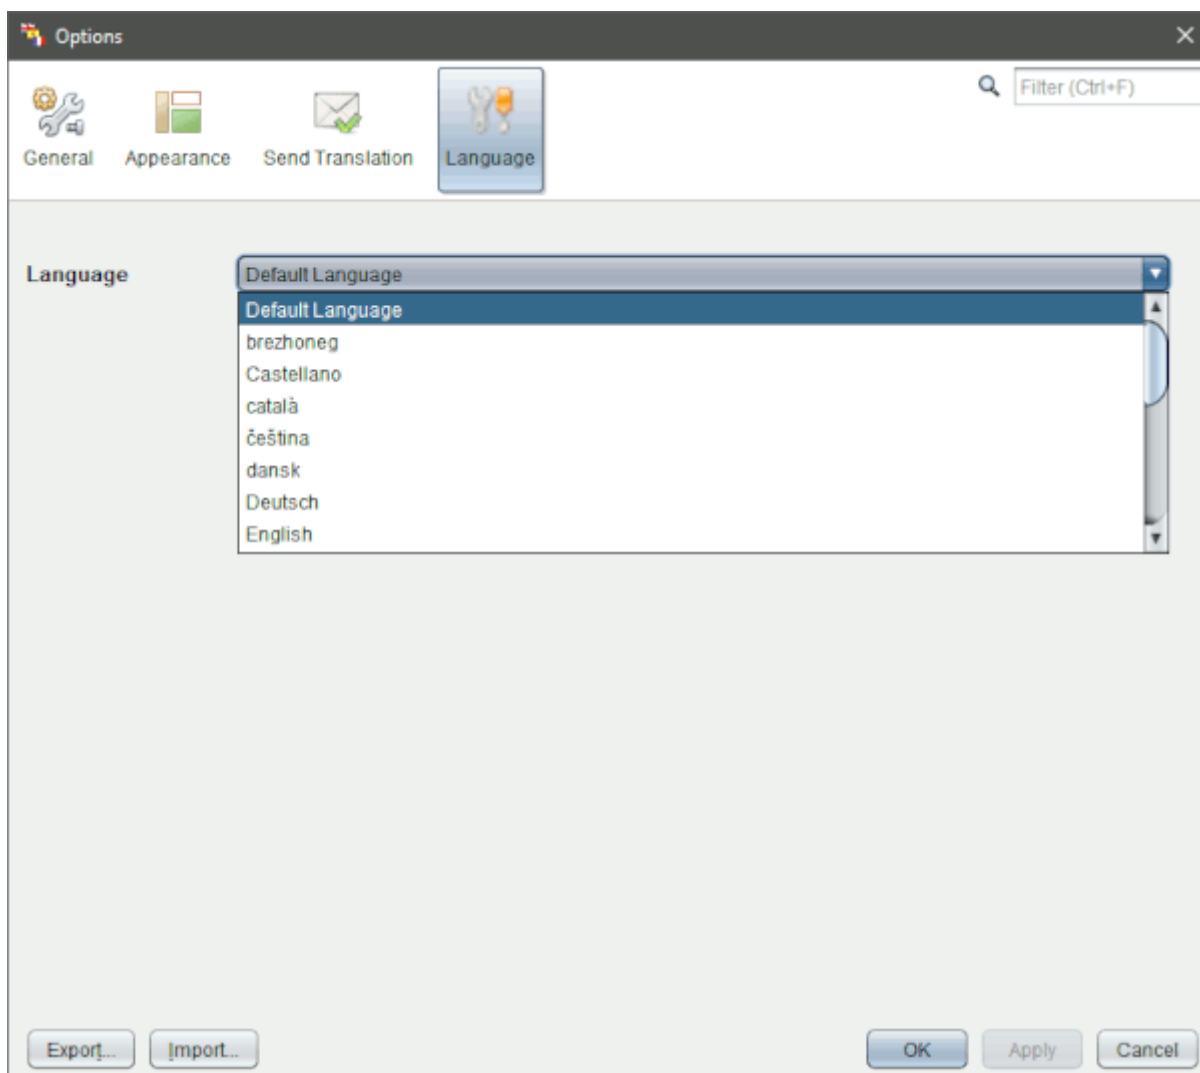 Options
Filter (Ctrl+F)
General Appearance Send Translation Language
Language Default Language
Default Language
brezhoneg
Castellano
català
čeština
dansk
Deutsch
English
Export... Import... OK Apply Cancel